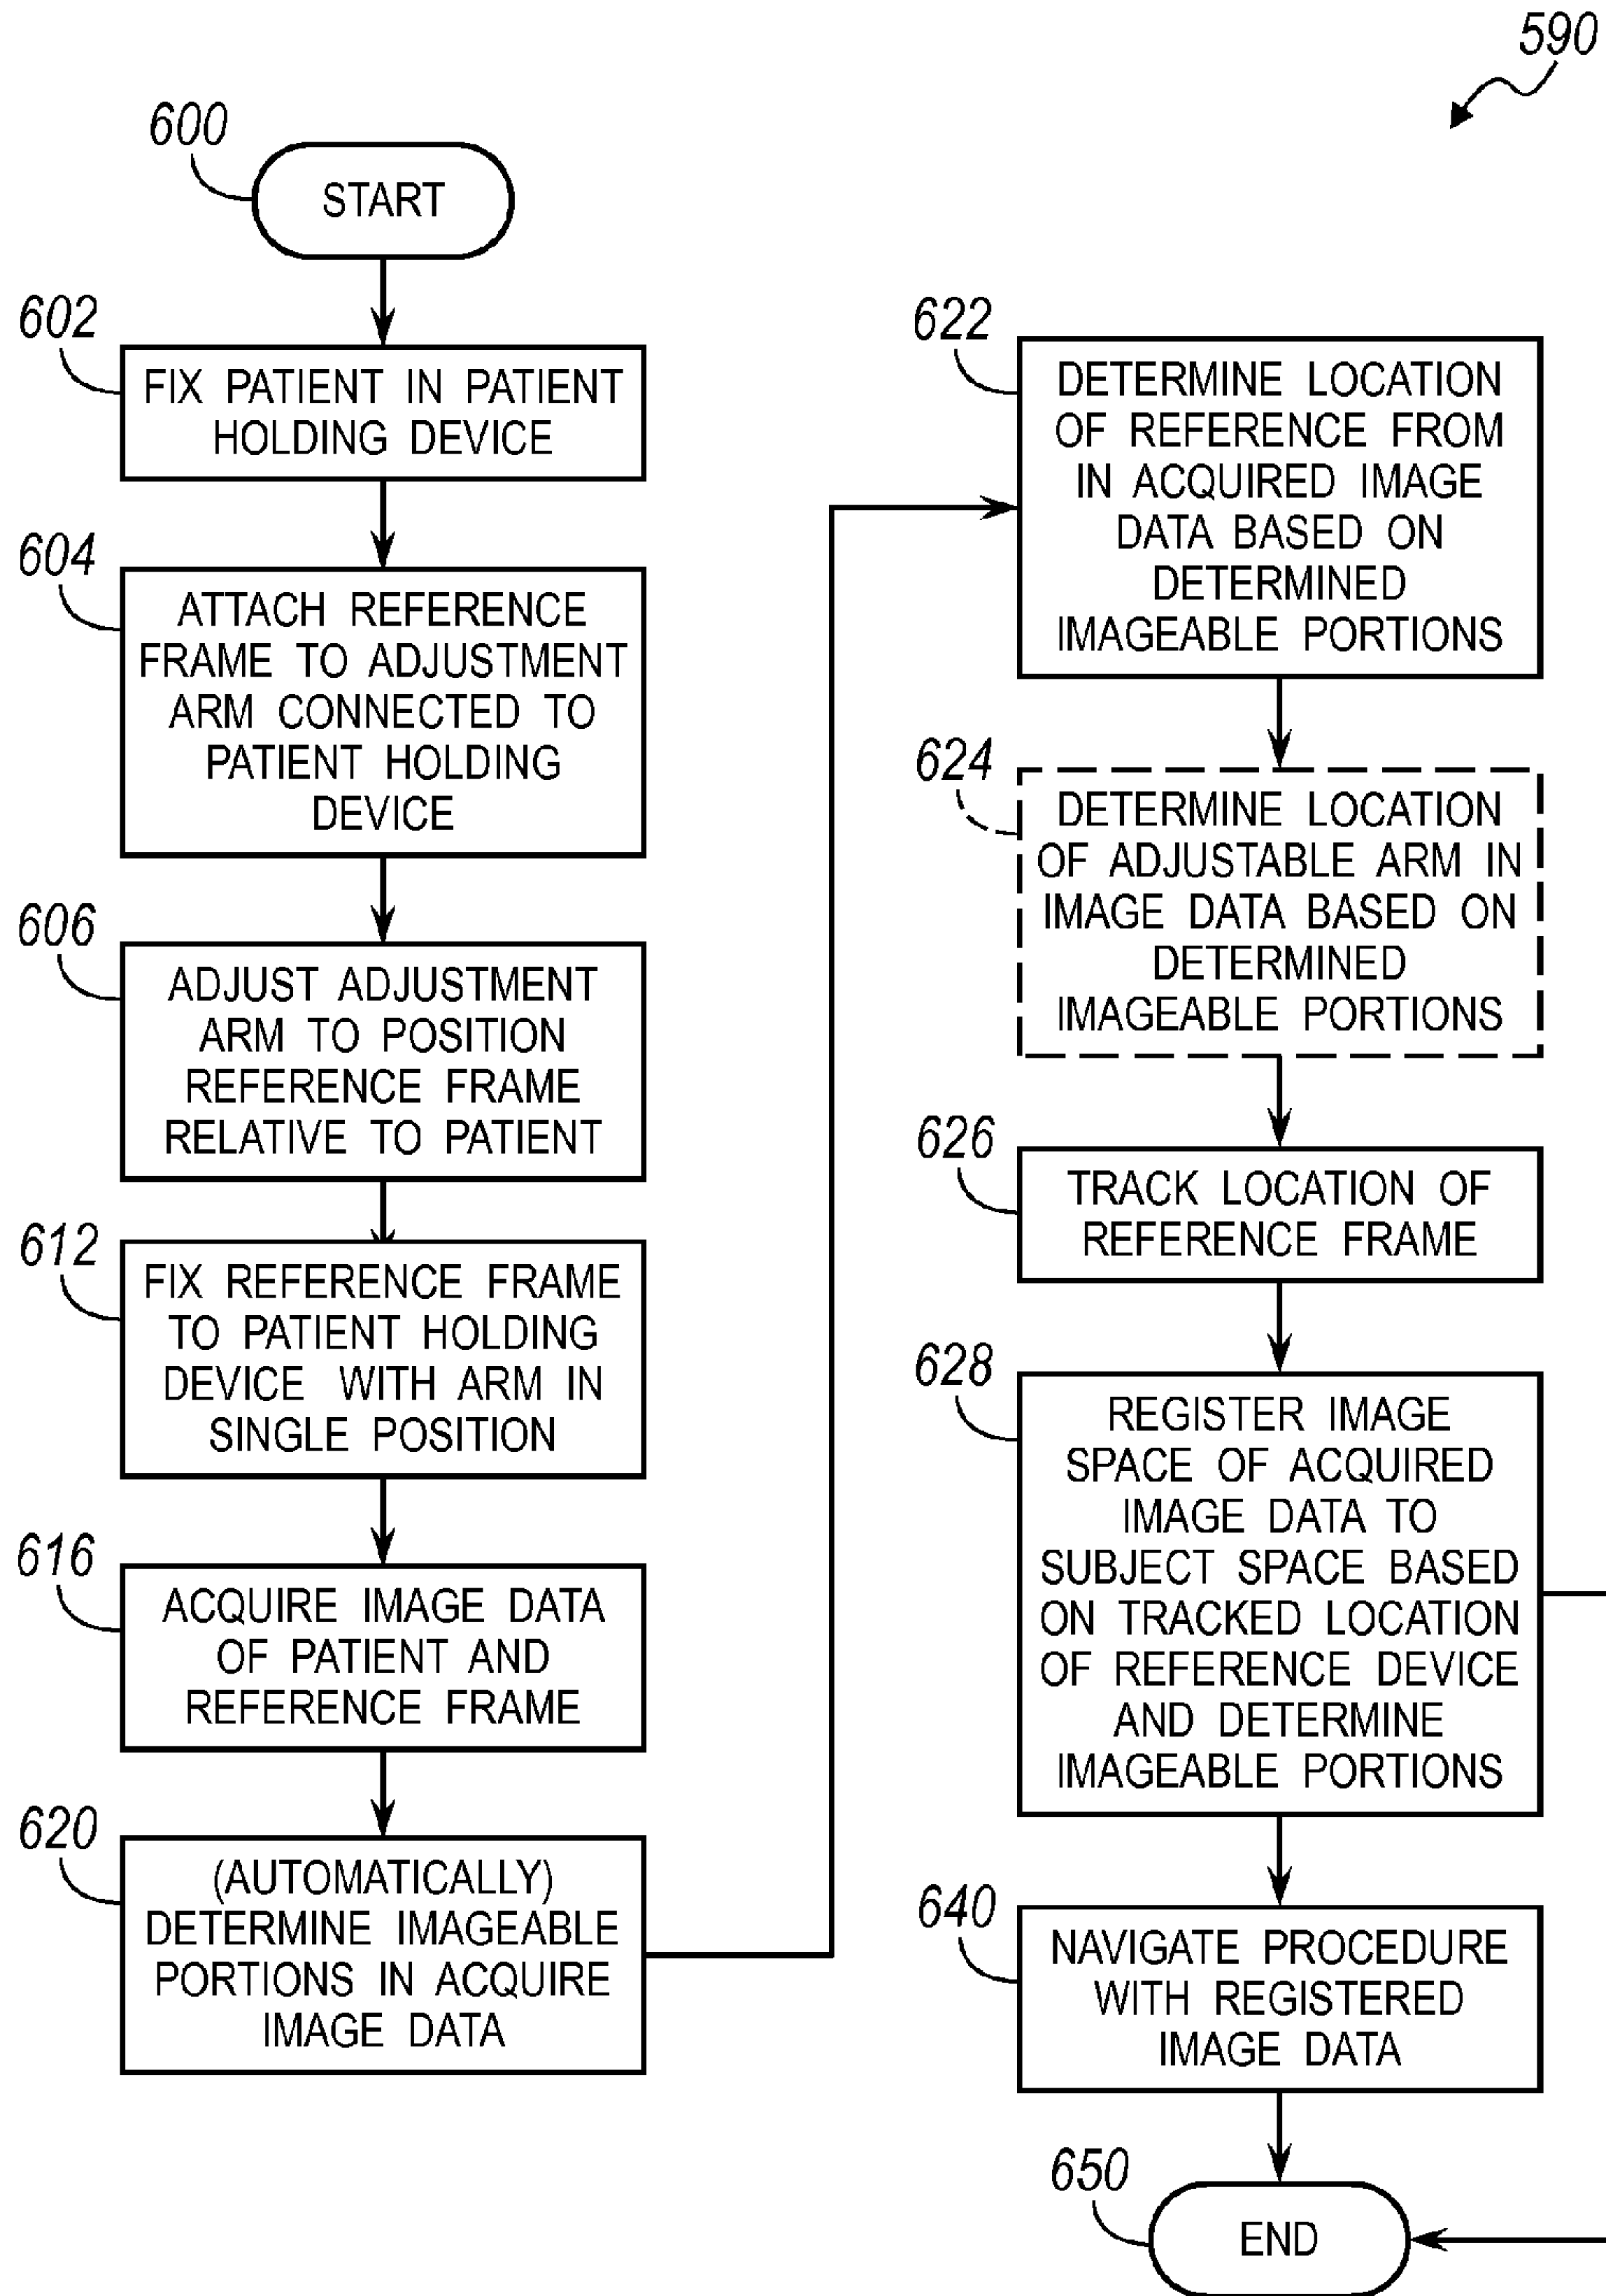 590
600
START
602
FIX PATIENT IN PATIENT
HOLDING DEVICE
604
ATTACH REFERENCE
FRAME TO ADJUSTMENT
ARM CONNECTED TO
PATIENT HOLDING
DEVICE
606
ADJUST ADJUSTMENT
ARM TO POSITION
REFERENCE FRAME
RELATIVE TO PATIENT
612
FIX REFERENCE FRAME
TO PATIENT HOLDING
DEVICE WITH ARM IN
SINGLE POSITION
616
ACQUIRE IMAGE DATA
OF PATIENT AND
REFERENCE FRAME
620
(AUTOMATICALLY)
DETERMINE IMAGEABLE
PORTIONS IN ACQUIRE
IMAGE DATA
622
DETERMINE LOCATION
OF REFERENCE FROM
IN ACQUIRED IMAGE
DATA BASED ON
DETERMINED
IMAGEABLE PORTIONS
624
DETERMINE LOCATION
OF ADJUSTABLE ARM IN
IMAGE DATA BASED ON
DETERMINED
IMAGEABLE PORTIONS
626
TRACK LOCATION OF
REFERENCE FRAME
628
REGISTER IMAGE
SPACE OF ACQUIRED
IMAGE DATA TO
SUBJECT SPACE BASED
ON TRACKED LOCATION
OF REFERENCE DEVICE
AND DETERMINE
IMAGEABLE PORTIONS
640
NAVIGATE PROCEDURE
WITH REGISTERED
IMAGE DATA
650
END